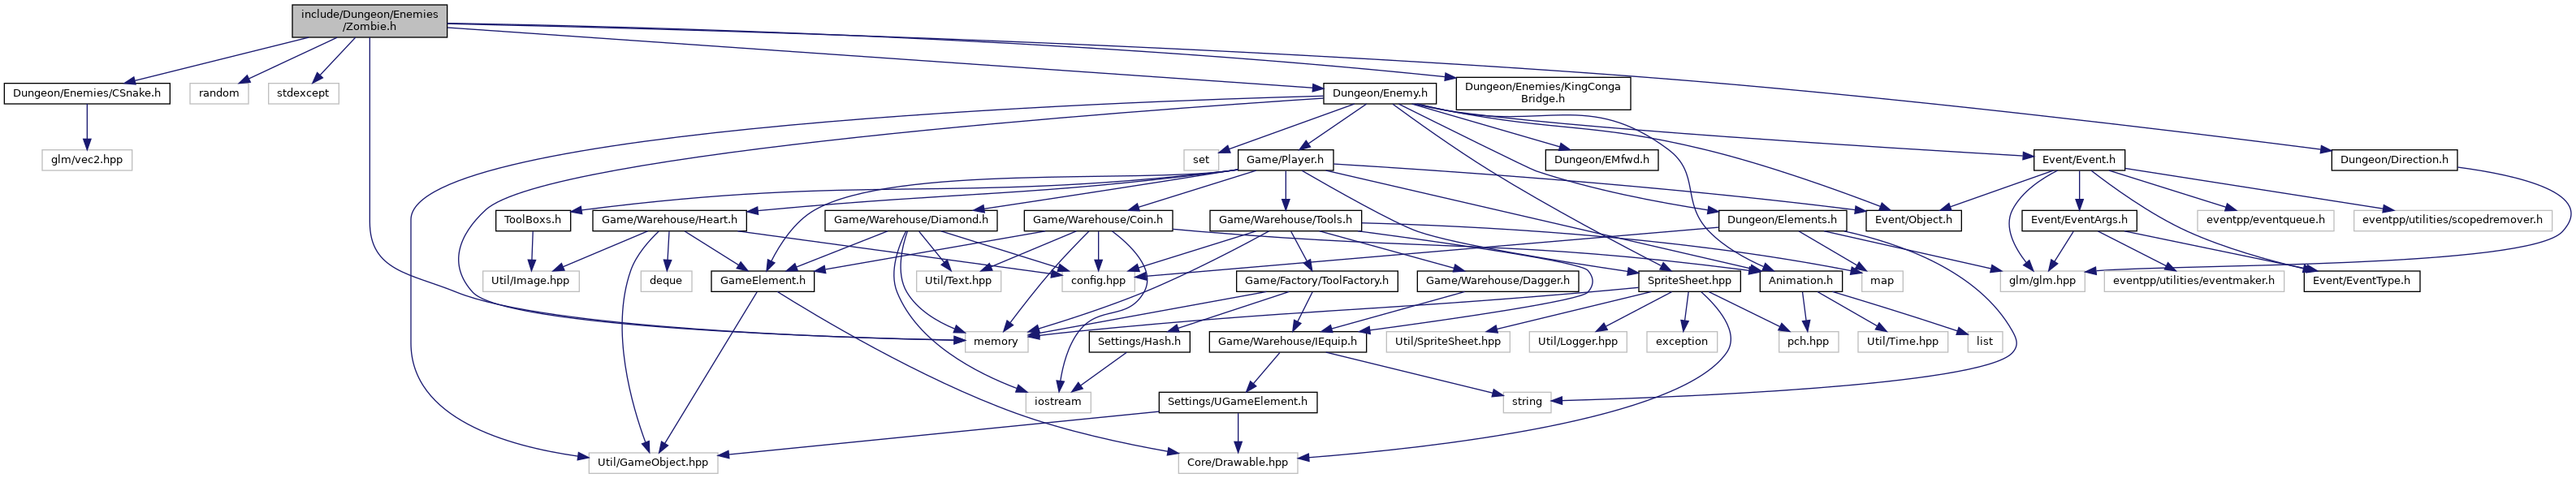 include/Dungeon/Enemies
/Zombie.h
Dungeon/Enemies/CSnake.h
random
stdexcept
Dungeon/Enemy.h
Dungeon/Enemies/KingConga
Bridge.h
glm/vec2.hpp
set
Game/Player.h
Dungeon/EMfwd.h
Event/Event.h
Dungeon/Direction.h
ToolBoxs.h
Game/Warehouse/Heart.h
Game/Warehouse/Diamond.h
Game/Warehouse/Coin.h
Game/Warehouse/Tools.h
Dungeon/Elements.h
Event/Object.h
Event/EventArgs.h
eventpp/eventqueue.h
eventpp/utilities/scopedremover.h
Util/Image.hpp
deque
GameElement.h
Util/Text.hpp
config.hpp
Game/Factory/ToolFactory.h
Game/Warehouse/Dagger.h
SpriteSheet.hpp
Animation.h
map
glm/glm.hpp
eventpp/utilities/eventmaker.h
Event/EventType.h
memory
Settings/Hash.h
Game/Warehouse/IEquip.h
Util/SpriteSheet.hpp
Util/Logger.hpp
exception
pch.hpp
Util/Time.hpp
list
iostream
Settings/UGameElement.h
string
Util/GameObject.hpp
Core/Drawable.hpp